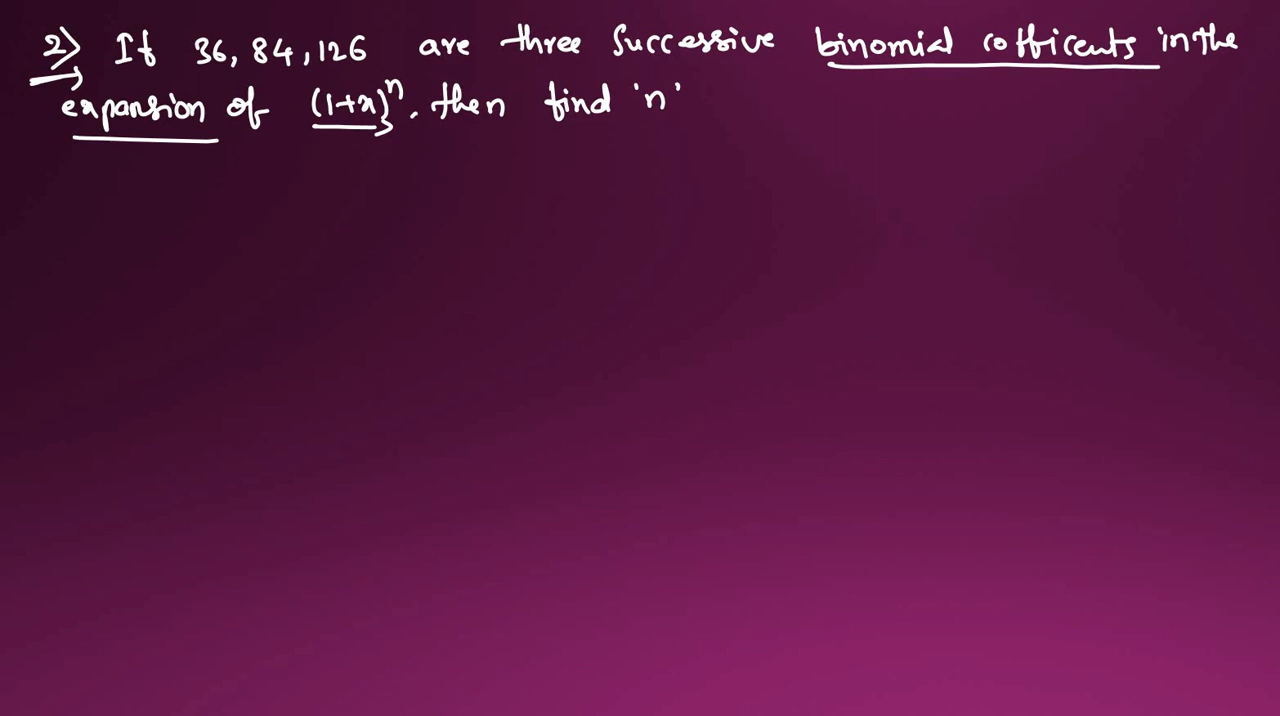 2) If 36, 84, 126 are three successive binomial cofficents in the
expansion of (1+x)^n. then find 'n'